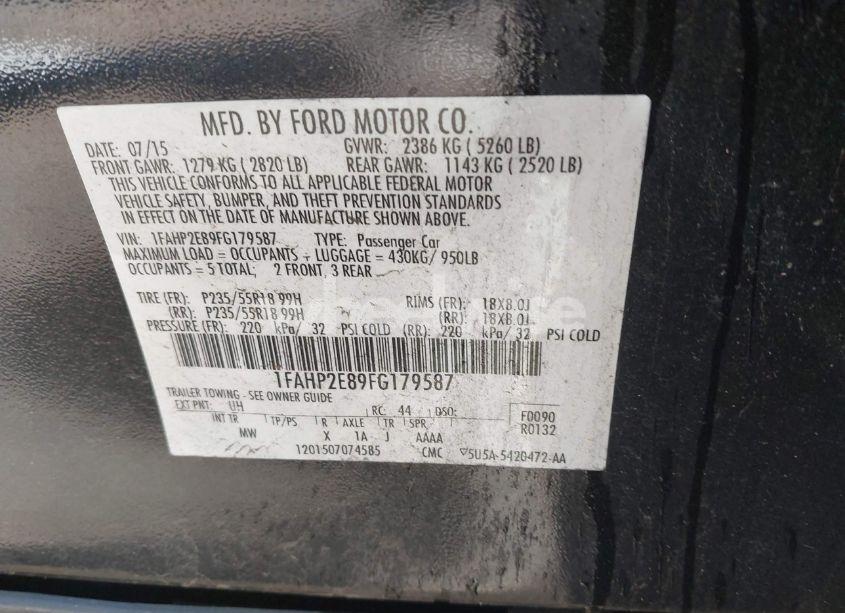 MFD. BY FORD MOTOR CO.
DATE: 07/15 GVWR: 2386 KG ( 5260 LB)
FRONT GAWR: 1279 KG ( 2820 LB) REAR GAWR: 1143 KG ( 2520 LB)
THIS VEHICLE CONFORMS TO ALL APPLICABLE FEDERAL MOTOR
VEHICLE SAFETY, BUMPER, AND THEFT PREVENTION STANDARDS
IN EFFECT ON THE DATE OF MANUFACTURE SHOWN ABOVE.
VIN: 1FAHP2E89FG179587 TYPE: Passenger Car
MAXIMUM LOAD = OCCUPANTS + LUGGAGE = 430KG/ 950LB
OCCUPANTS = 5 TOTAL; 2 FRONT, 3 REAR
TIRE (FR): P235/55R18 99H RIMS (FR): 18X8.0J
(RR): P235/55R18 99H (RR): 18X8.0J
PRESSURE (FR): 220 kPa/ 32 PSI COLD (RR): 220 kPa/ 32 PSI COLD
1FAHP2E89FG179587
TRAILER TOWING - SEE OWNER GUIDE
EXT PNT: UH RC: 44 DSO: F0090
INT TR TP/PS R AXLE TR SPR R0132
MW X 1A J AAAA
1201507074585 CMC ▽5U5A-5420472-AA